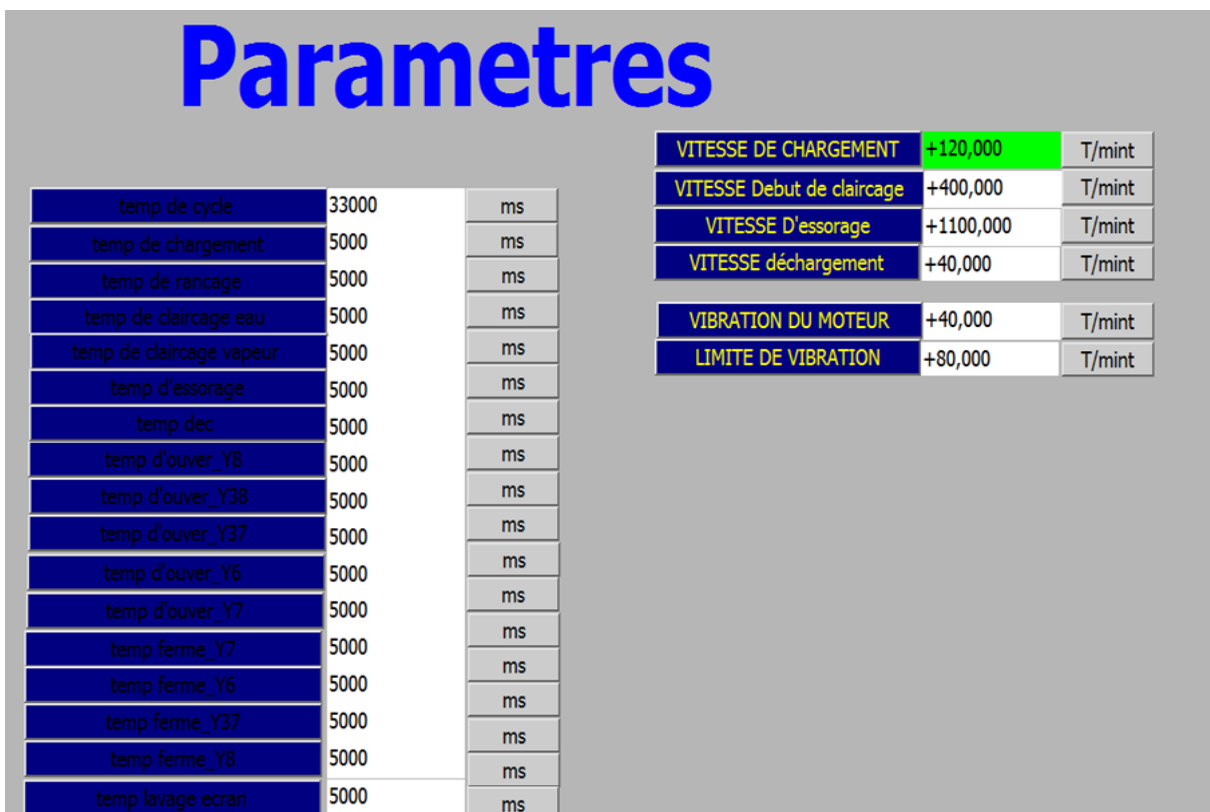 Parametres
temp de cycle 33000 ms
temp de chargement 5000 ms
temp de rancage 5000 ms
temp de claircage eau 5000 ms
temp de claircage vapeur 5000 ms
temp d'essorage 5000 ms
temp dec 5000 ms
temp d'ouver_Y8 5000 ms
temp d'ouver_Y38 5000 ms
temp d'ouver_Y37 5000 ms
temp d'ouver_Y6 5000 ms
temp d'ouver_Y7 5000 ms
temp ferme_Y7 5000 ms
temp ferme_Y6 5000 ms
temp ferme_Y37 5000 ms
temp ferme_Y8 5000 ms
temp lavage ecran 5000 ms
VITESSE DE CHARGEMENT +120,000 T/mint
VITESSE Debut de claircage +400,000 T/mint
VITESSE D'essorage +1100,000 T/mint
VITESSE déchargement +40,000 T/mint
VIBRATION DU MOTEUR +40,000 T/mint
LIMITE DE VIBRATION +80,000 T/mint